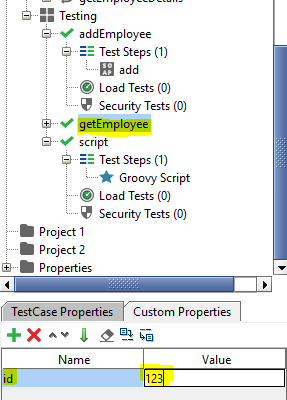 getEmployeeDetails
Testing
addEmployee
Test Steps (1)
SOAP add
Load Tests (0)
Security Tests (0)
getEmployee
script
Test Steps (1)
Groovy Script
Load Tests (0)
Security Tests (0)
Project 1
Project 2
Properties
TestCase Properties Custom Properties
Name Value
id 123